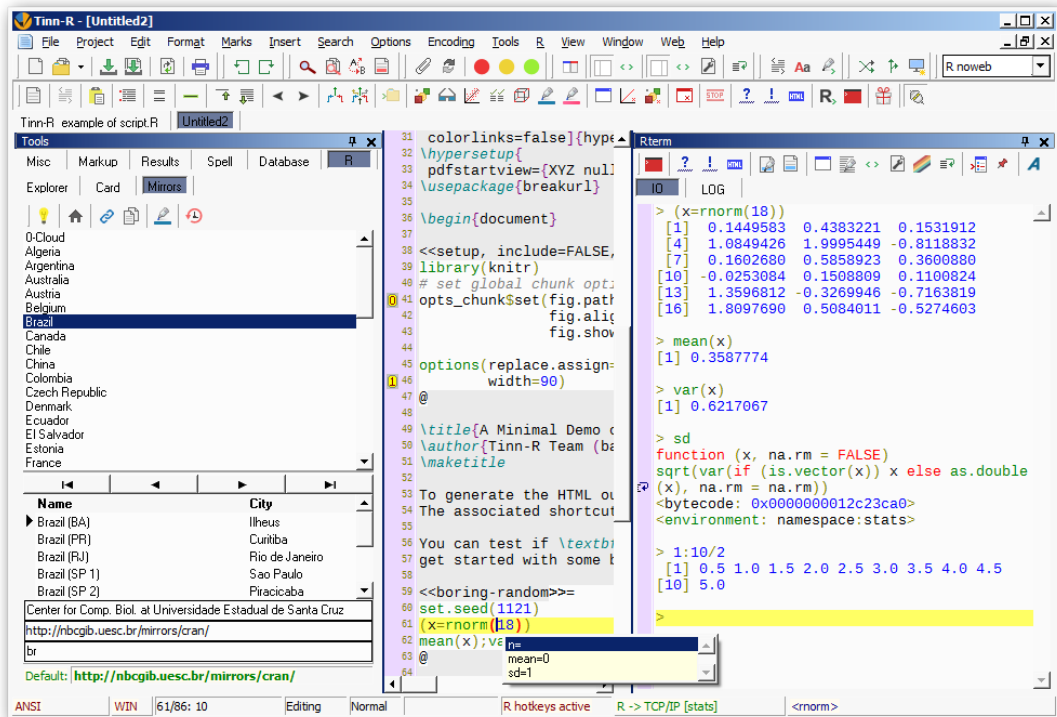 Tinn-R - [Untitled2]
File Project Edit Format Marks Insert Search Options Encoding Tools R View Window Web Help
R noweb
Tinn-R example of script.R Untitled2
Tools
Misc Markup Results Spell Database R
Explorer Card Mirrors
0-Cloud
Algeria
Argentina
Australia
Austria
Belgium
Brazil
Canada
Chile
China
Colombia
Czech Republic
Denmark
Ecuador
El Salvador
Estonia
France
Name City
Brazil (BA) Ilheus
Brazil (PR) Curitiba
Brazil (RJ) Rio de Janeiro
Brazil (SP 1) Sao Paulo
Brazil (SP 2) Piracicaba
Center for Comp. Biol. at Universidade Estadual de Santa Cruz
http://nbcgib.uesc.br/mirrors/cran/
br
Default: http://nbcgib.uesc.br/mirrors/cran/
31 colorlinks=false]{hype
32 \hypersetup{
33 pdfstartview={XYZ null
34 \usepackage{breakurl}
35
36 \begin{document}
37
38 <<setup, include=FALSE,
39 library(knitr)
40 # set global chunk opti
0 41 opts_chunk$set(fig.path
42 fig.alig
43 fig.show
44
45 options(replace.assign=
1 46 width=90)
47 @
48
49 \title{A Minimal Demo o
50 \author{Tinn-R Team (ba
51 \maketitle
52
53 To generate the HTML ou
54 The associated shortcut
55
56 You can test if \textbf
57 get started with some b
58
59 <<boring-random>>=
60 set.seed(1121)
61 (x=rnorm(18))
62 mean(x);va
63 @
64
n=
mean=0
sd=1
Rterm
IO LOG
> (x=rnorm(18))
[1] 0.1449583 0.4383221 0.1531912
[4] 1.0849426 1.9995449 -0.8118832
[7] 0.1602680 0.5858923 0.3600880
[10] -0.0253084 0.1508809 0.1100824
[13] 1.3596812 -0.3269946 -0.7163819
[16] 1.8097690 0.5084011 -0.5274603
> mean(x)
[1] 0.3587774
> var(x)
[1] 0.6217067
> sd
function (x, na.rm = FALSE)
sqrt(var(if (is.vector(x)) x else as.double
(x), na.rm = na.rm))
<bytecode: 0x0000000012c23ca0>
<environment: namespace:stats>
> 1:10/2
[1] 0.5 1.0 1.5 2.0 2.5 3.0 3.5 4.0 4.5
[10] 5.0
>
ANSI WIN 61/86: 10 Editing Normal R hotkeys active R -> TCP/IP [stats] <rnorm>